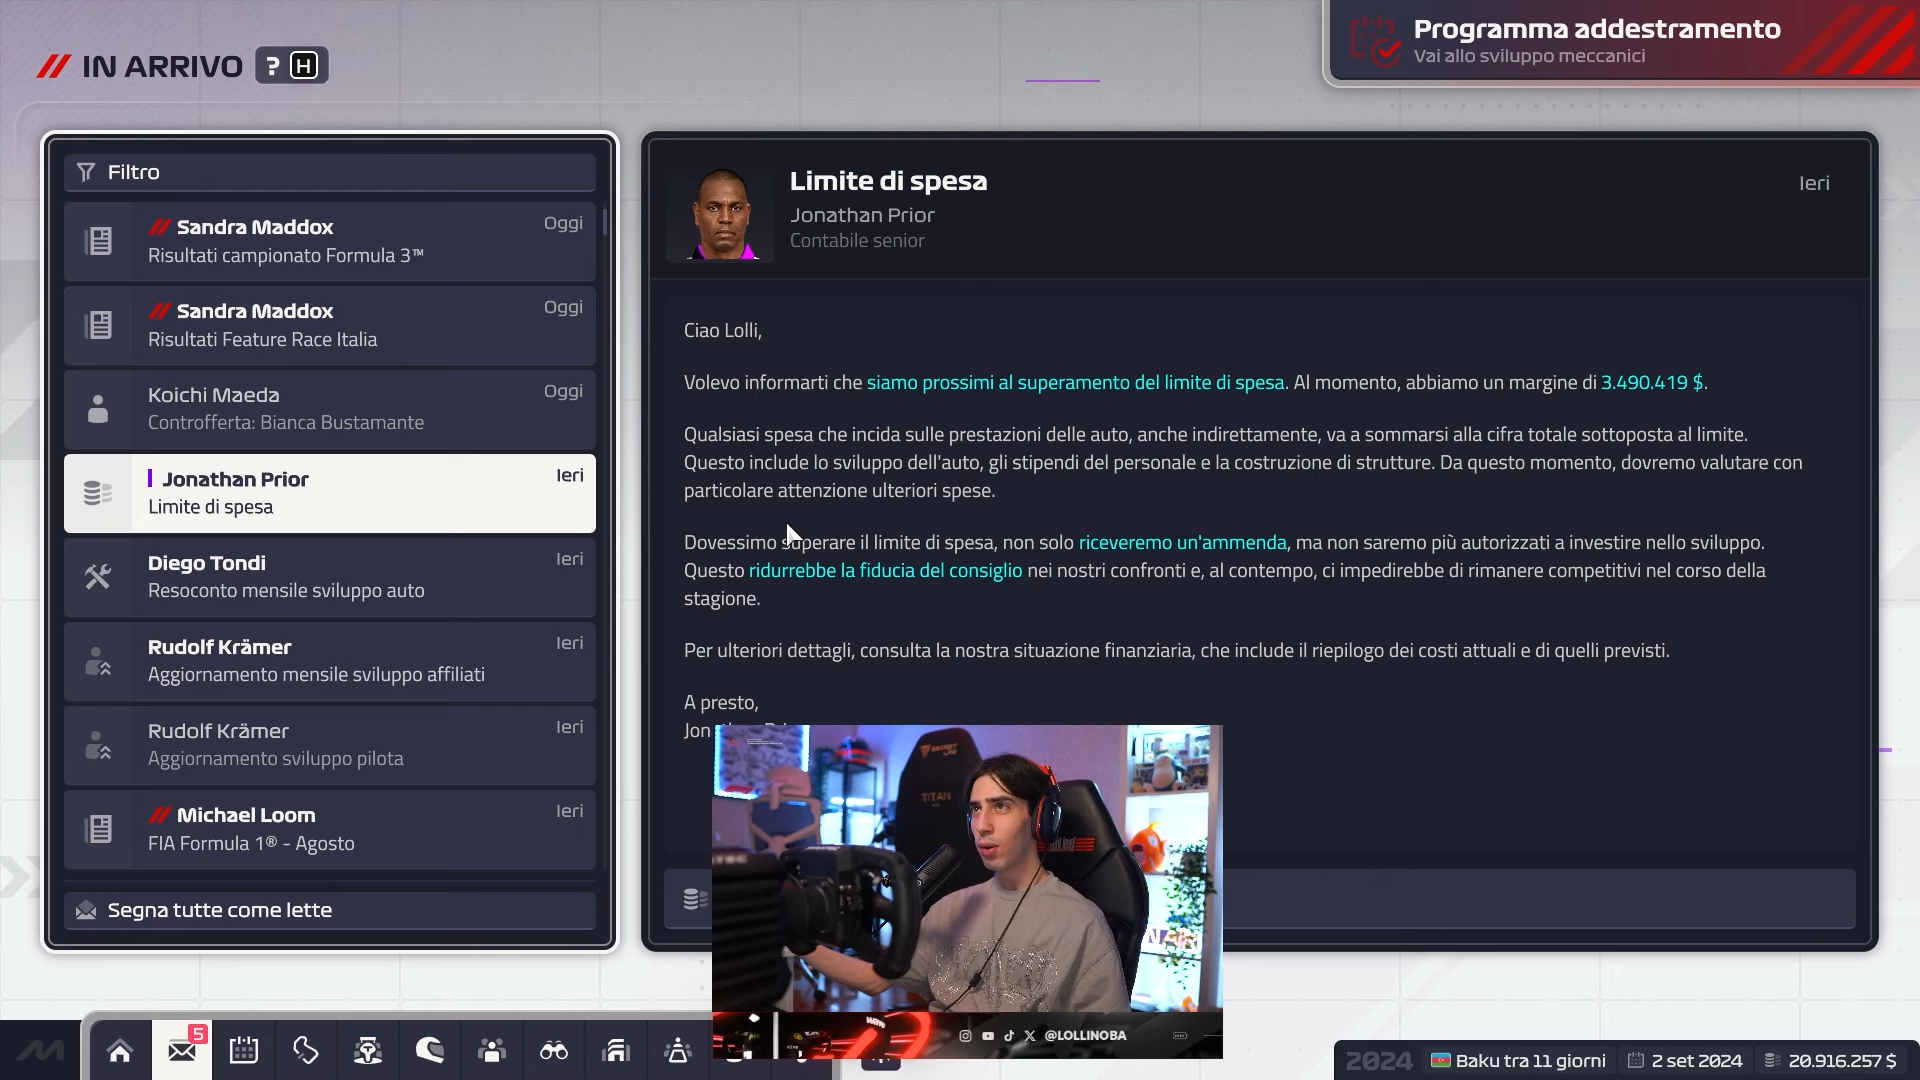 IN ARRIVO
? H
Programma addestramento
Vai allo sviluppo meccanici
Filtro
Sandra Maddox
Oggi
Risultati campionato Formula 3™
Sandra Maddox
Oggi
Risultati Feature Race Italia
Koichi Maeda
Oggi
Controfferta: Bianca Bustamante
Jonathan Prior
Ieri
Limite di spesa
Diego Tondi
Ieri
Resoconto mensile sviluppo auto
Rudolf Krämer
Ieri
Aggiornamento mensile sviluppo affiliati
Rudolf Krämer
Ieri
Aggiornamento sviluppo pilota
Michael Loom
Ieri
FIA Formula 1® - Agosto
Segna tutte come lette
Limite di spesa
Ieri
Jonathan Prior
Contabile senior
Ciao Lolli,
Volevo informarti che siamo prossimi al superamento del limite di spesa. Al momento, abbiamo un margine di 3.490.419 $.
Qualsiasi spesa che incida sulle prestazioni delle auto, anche indirettamente, va a sommarsi alla cifra totale sottoposta al limite.
Questo include lo sviluppo dell'auto, gli stipendi del personale e la costruzione di strutture. Da questo momento, dovremo valutare con
particolare attenzione ulteriori spese.
Dovessimo superare il limite di spesa, non solo riceveremo un'ammenda, ma non saremo più autorizzati a investire nello sviluppo.
Questo ridurrebbe la fiducia del consiglio nei nostri confronti e, al contempo, ci impedirebbe di rimanere competitivi nel corso della
stagione.
Per ulteriori dettagli, consulta la nostra situazione finanziaria, che include il riepilogo dei costi attuali e di quelli previsti.
A presto,
Jon
TITAN
@LOLLINOBA
5
2024
Baku tra 11 giorni
2 set 2024
20.916.257 $